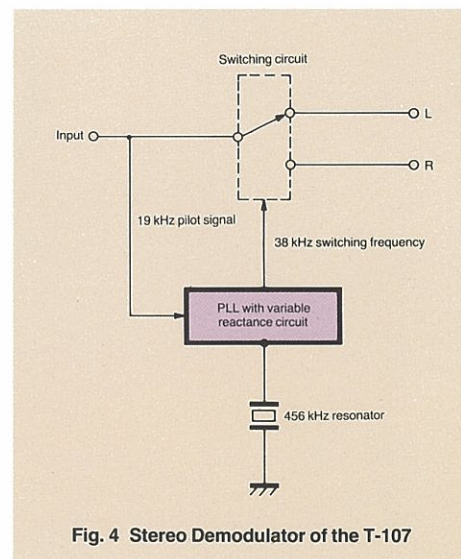 Switching circuit
Input
L
R
19 kHz pilot signal
38 kHz switching frequency
PLL with variable
reactance circuit
456 kHz resonator
Fig. 4 Stereo Demodulator of the T-107